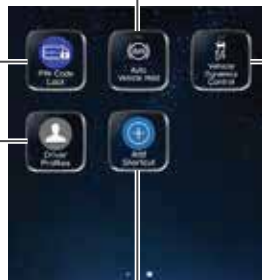 PIN Code
Lock
Auto
Vehicle Hold
Vehicle
Dynamics
Control
Driver
Profiles
Add
Shortcut